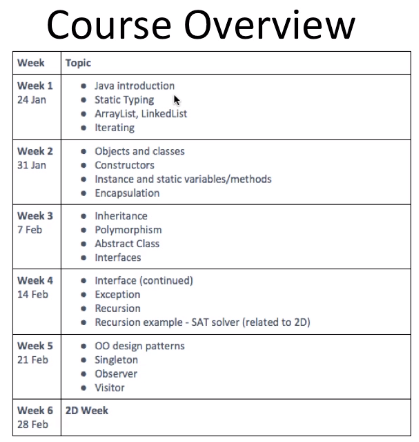 Course Overview
Week Topic
Week 1
24 Jan
• Java introduction
• Static Typing
• ArrayList, LinkedList
• Iterating
Week 2
31 Jan
• Objects and classes
• Constructors
• Instance and static variables/methods
• Encapsulation
Week 3
7 Feb
• Inheritance
• Polymorphism
• Abstract Class
• Interfaces
Week 4
14 Feb
• Interface (continued)
• Exception
• Recursion
• Recursion example - SAT solver (related to 2D)
Week 5
21 Feb
• OO design patterns
• Singleton
• Observer
• Visitor
Week 6
28 Feb
2D Week